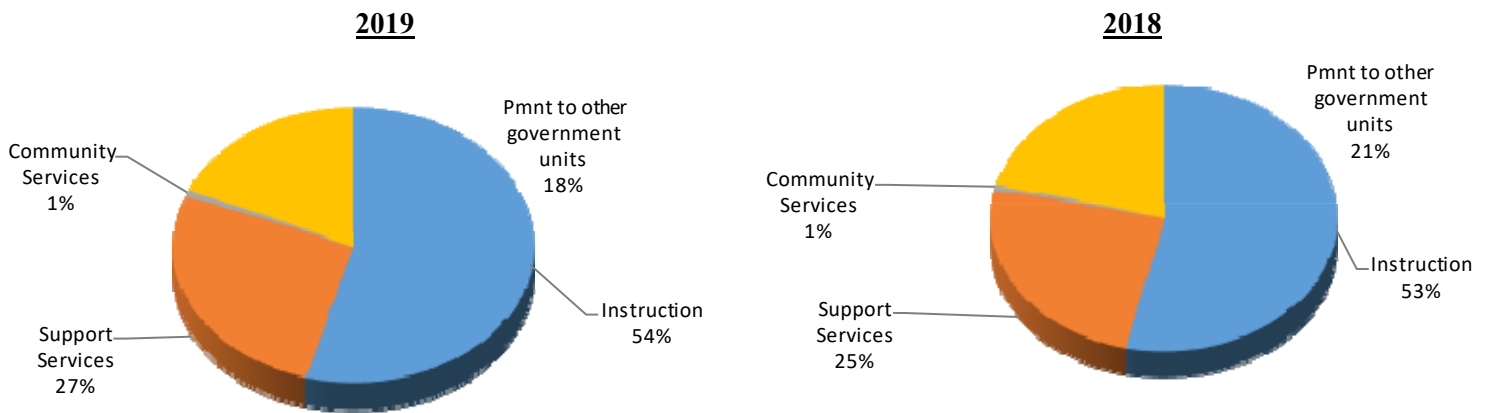 2019
Pmnt to other
government
units
18%
Community
Services
1%
Instruction
54%
Support
Services
27%
2018
Pmnt to other
government
units
21%
Community
Services
1%
Instruction
53%
Support
Services
25%